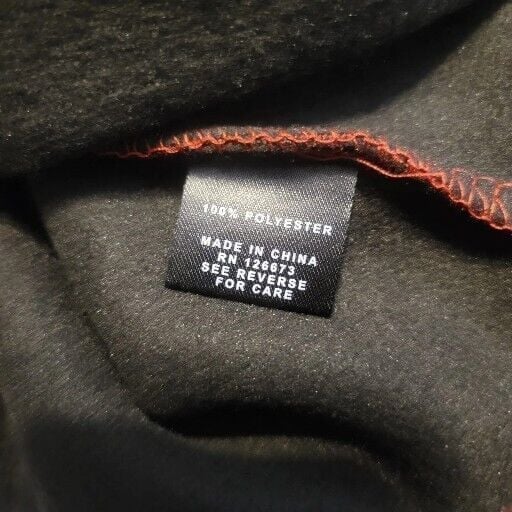 100% POLYESTER
MADE IN CHINA
RN 126673
SEE REVERSE
FOR CARE